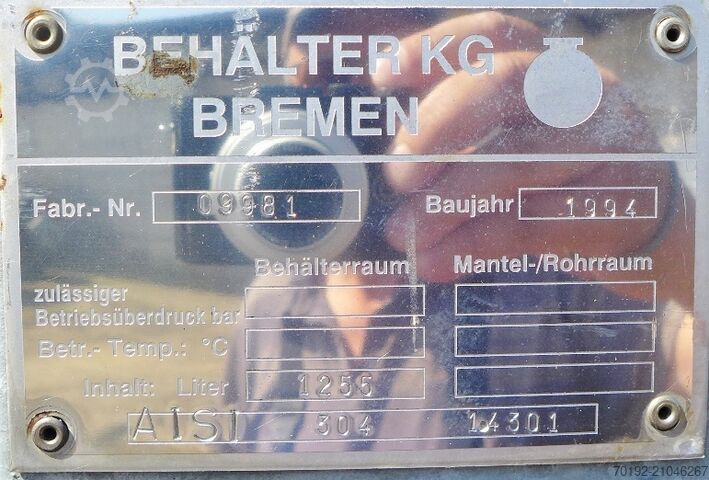 BEHÄLTER KG
BREMEN
Fabr.- Nr. 09981 Baujahr 1994
Behälterraum Mantel-/Rohrraum
zulässiger
Betriebsüberdruck bar
Betr.- Temp.: °C
Inhalt: Liter 1255
AISI 304 1.4301
70192-21046267